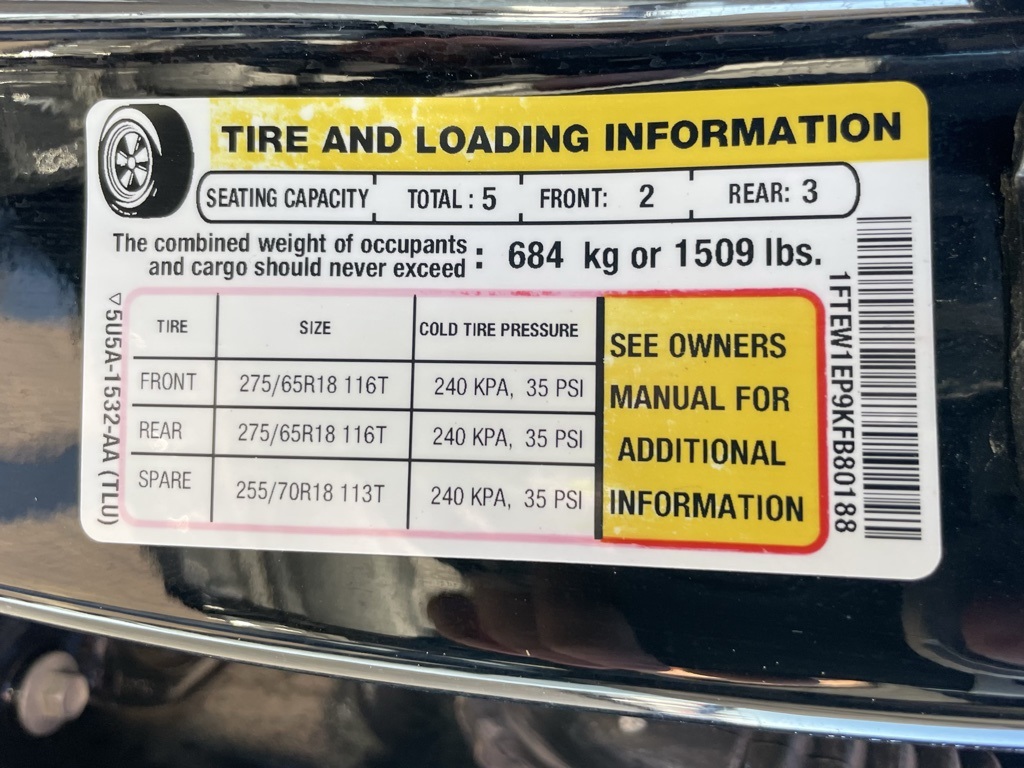 TIRE AND LOADING INFORMATION
SEATING CAPACITY TOTAL : 5 FRONT: 2 REAR: 3
The combined weight of occupants
and cargo should never exceed : 684 kg or 1509 lbs.
TIRE SIZE COLD TIRE PRESSURE
FRONT 275/65R18 116T 240 KPA, 35 PSI
REAR 275/65R18 116T 240 KPA, 35 PSI
SPARE 255/70R18 113T 240 KPA, 35 PSI
SEE OWNERS
MANUAL FOR
ADDITIONAL
INFORMATION
▽5U5A-1532-AA (TLU)
1FTEW1EP9KFB80188